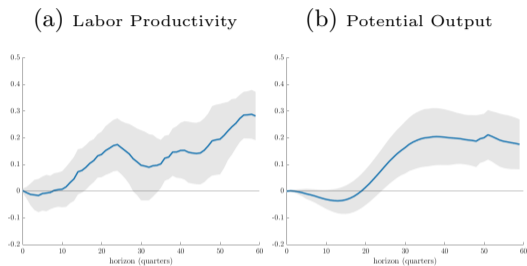 (a) Labor Productivity
(b) Potential Output
0.5
0.4
0.3
0.2
0.1
0
-0.1
-0.2
0 10 20 30 40 50 60
horizon (quarters)
0.5
0.4
0.3
0.2
0.1
0
-0.1
-0.2
0 10 20 30 40 50 60
horizon (quarters)